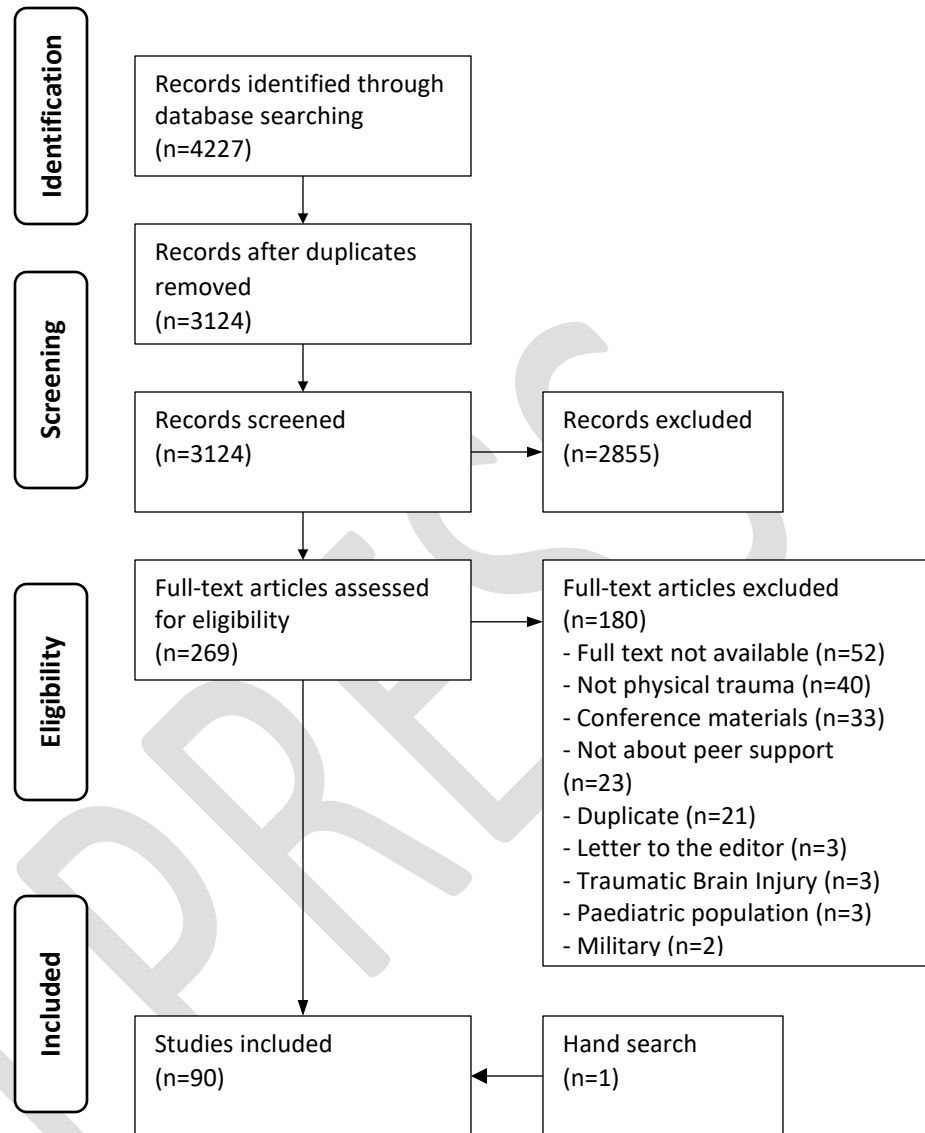 Identification
Records identified through
database searching
(n=4227)
Records after duplicates
removed
(n=3124)
Screening
Records screened
(n=3124)
Records excluded
(n=2855)
Eligibility
Full-text articles assessed
for eligibility
(n=269)
Full-text articles excluded
(n=180)
- Full text not available (n=52)
- Not physical trauma (n=40)
- Conference materials (n=33)
- Not about peer support
(n=23)
- Duplicate (n=21)
- Letter to the editor (n=3)
- Traumatic Brain Injury (n=3)
- Paediatric population (n=3)
- Military (n=2)
Included
Studies included
(n=90)
Hand search
(n=1)
PRESS